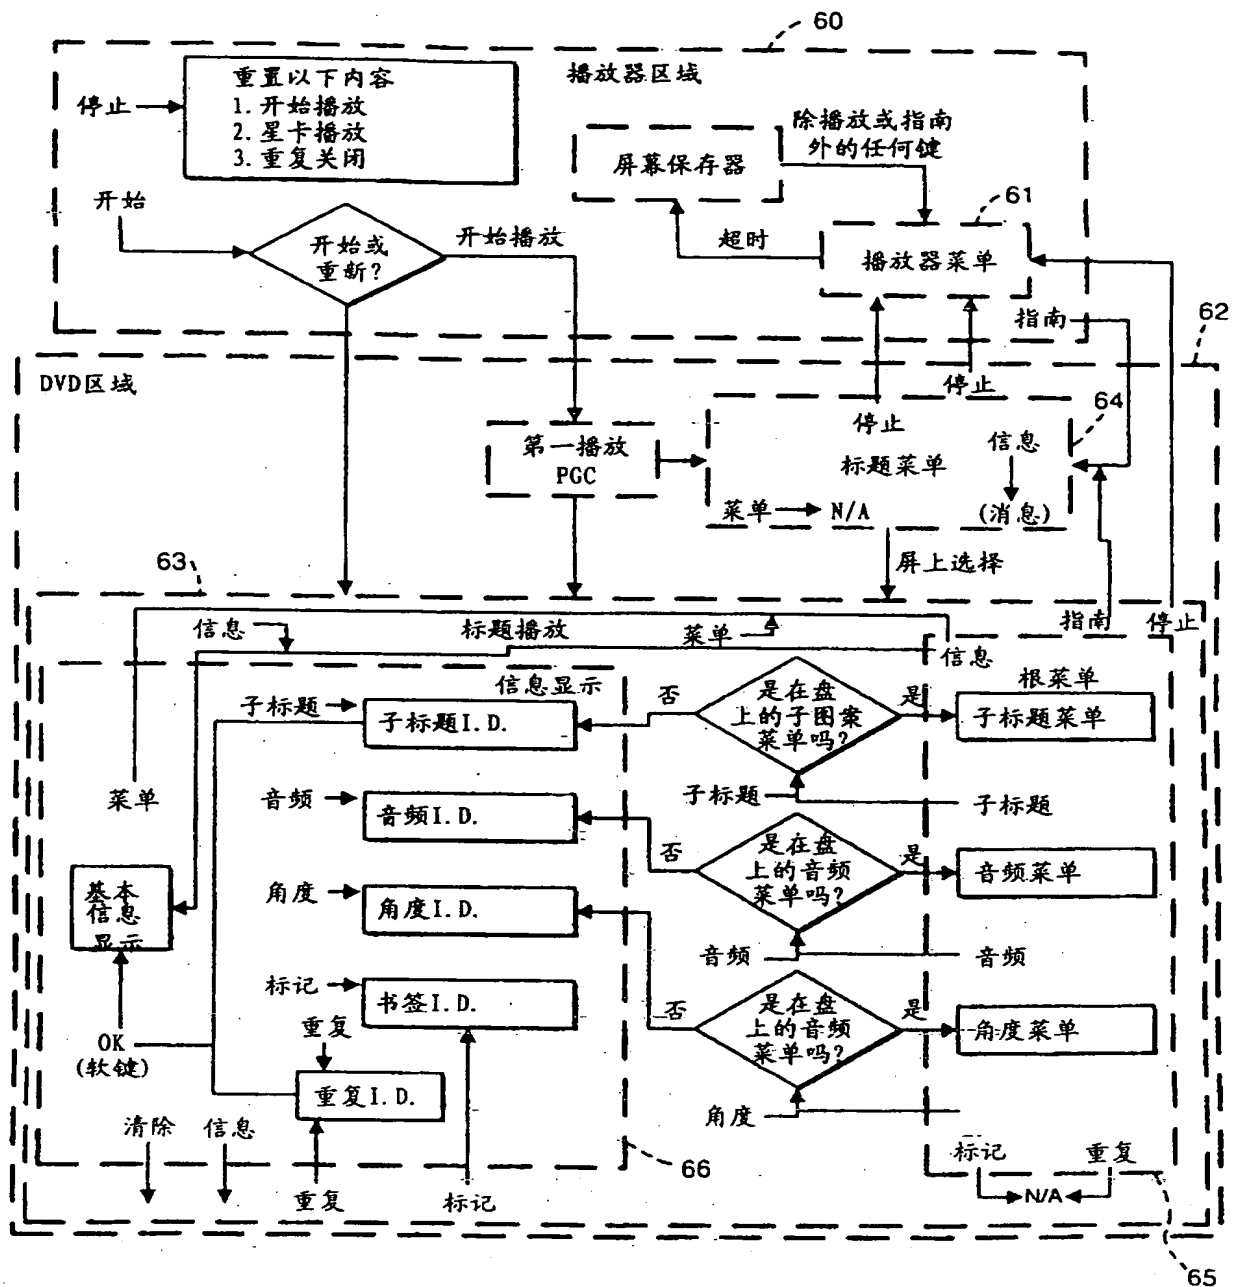 60
播放器区域
重置以下内容
1.开始播放
2.星卡播放
3.重复关闭
停止
除播放或指南
外的任何键
屏幕保存器
61
开始
开始或
重新?
开始播放
超时
播放器菜单
指南
62
DVD区域
停止
64
停止
第一播放
PGC
标题菜单
信息
菜单
N/A
(消息)
63
屏上选择
信息
标题播放
菜单
指南
停止
信息
信息显示
子标题
子标题I.D.
否
是在盘
上的子图案
菜单吗?
是
根菜单
子标题菜单
菜单
子标题
子标题
音频
音频I.D.
否
是在盘
上的音频
菜单吗?
是
音频菜单
基本
信息
显示
角度
角度I.D.
音频
音频
标记
书签I.D.
否
是在盘
上的音频
菜单吗?
是
角度菜单
重复
OK
(软键)
重复I.D.
角度
清除
信息
66
标记
重复
重复
标记
N/A
65